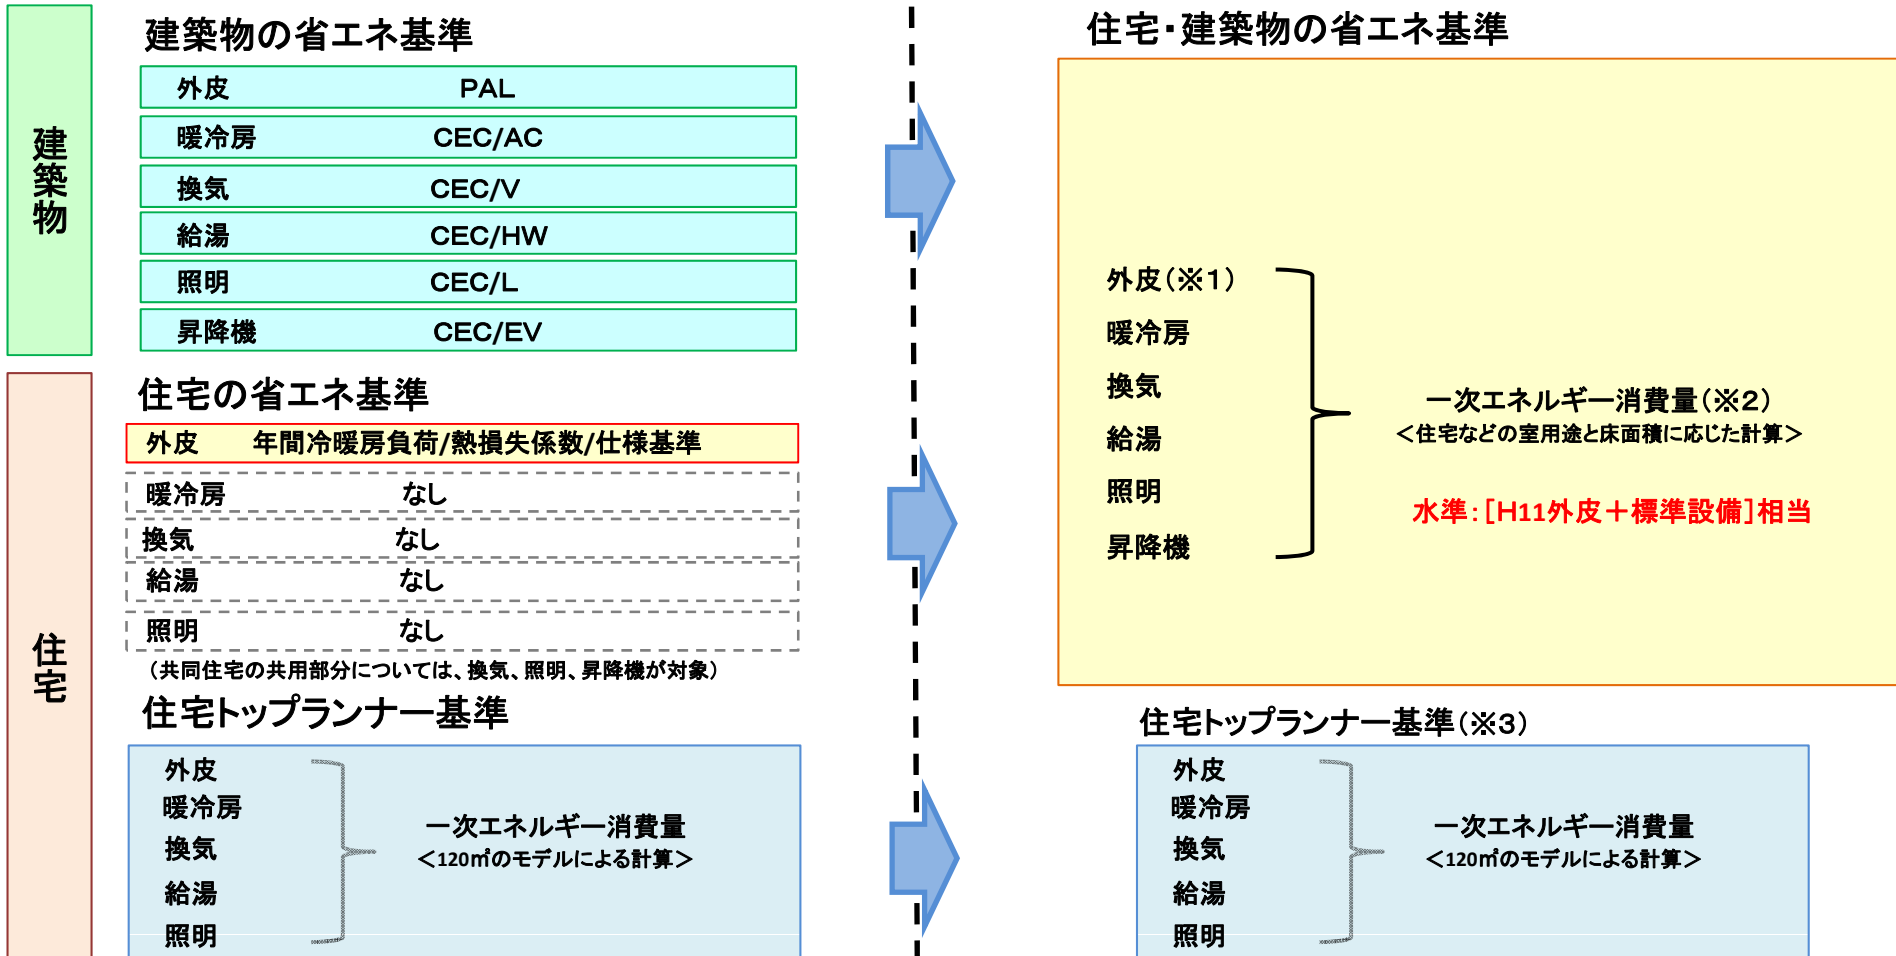 建築物
建築物の省エネ基準
外皮 PAL
暖冷房 CEC/AC
換気 CEC/V
給湯 CEC/HW
照明 CEC/L
昇降機 CEC/EV
住宅
住宅の省エネ基準
外皮 年間冷暖房負荷/熱損失係数/仕様基準
暖冷房 なし
換気 なし
給湯 なし
照明 なし
（共同住宅の共用部分については、換気、照明、昇降機が対象）
住宅トップランナー基準
外皮
暖冷房
換気
給湯
照明
一次エネルギー消費量
＜120㎡のモデルによる計算＞
住宅・建築物の省エネ基準
外皮（※１）
暖冷房
換気
給湯
照明
昇降機
一次エネルギー消費量（※２）
＜住宅などの室用途と床面積に応じた計算＞
水準：［H11外皮＋標準設備］相当
住宅トップランナー基準（※３）
外皮
暖冷房
換気
給湯
照明
一次エネルギー消費量
＜120㎡のモデルによる計算＞